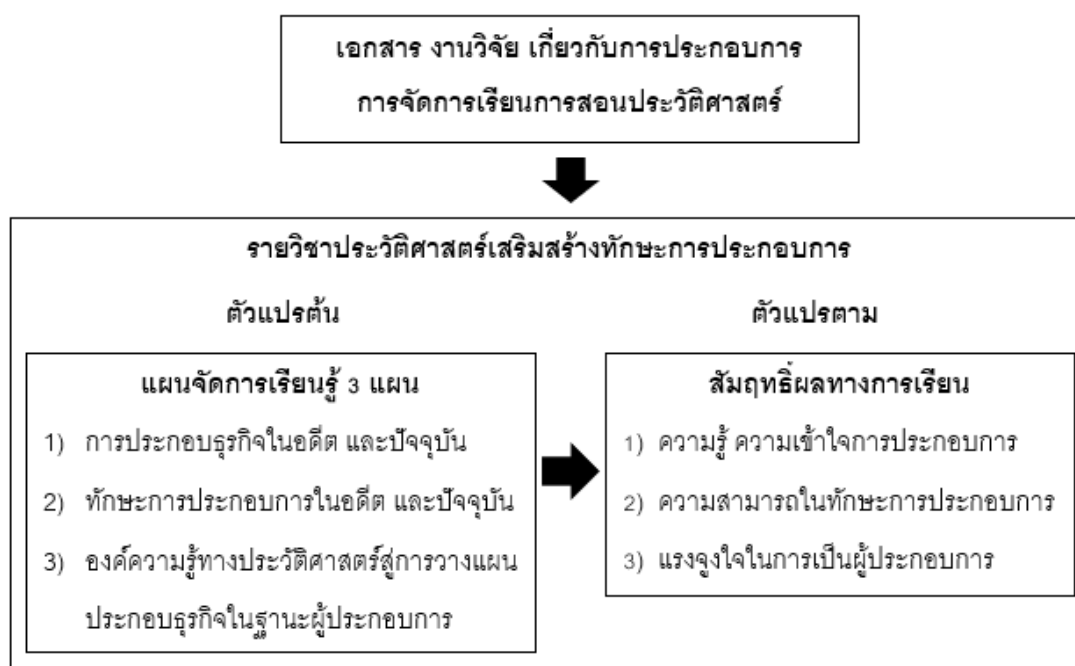 เอกสาร งานวิจัย เกี่ยวกับการประกอบการ
การจัดการเรียนการสอนประวัติศาสตร์
รายวิชาประวัติศาสตร์เสริมสร้างทักษะการประกอบการ
ตัวแปรต้น
แผนจัดการเรียนรู้ 3 แผน
1) การประกอบธุรกิจในอดีต และปัจจุบัน
2) ทักษะการประกอบการในอดีต และปัจจุบัน
3) องค์ความรู้ทางประวัติศาสตร์สู่การวางแผน
ประกอบธุรกิจในฐานะผู้ประกอบการ
ตัวแปรตาม
สัมฤทธิ์ผลทางการเรียน
1) ความรู้ ความเข้าใจการประกอบการ
2) ความสามารถในทักษะการประกอบการ
3) แรงจูงใจในการเป็นผู้ประกอบการ